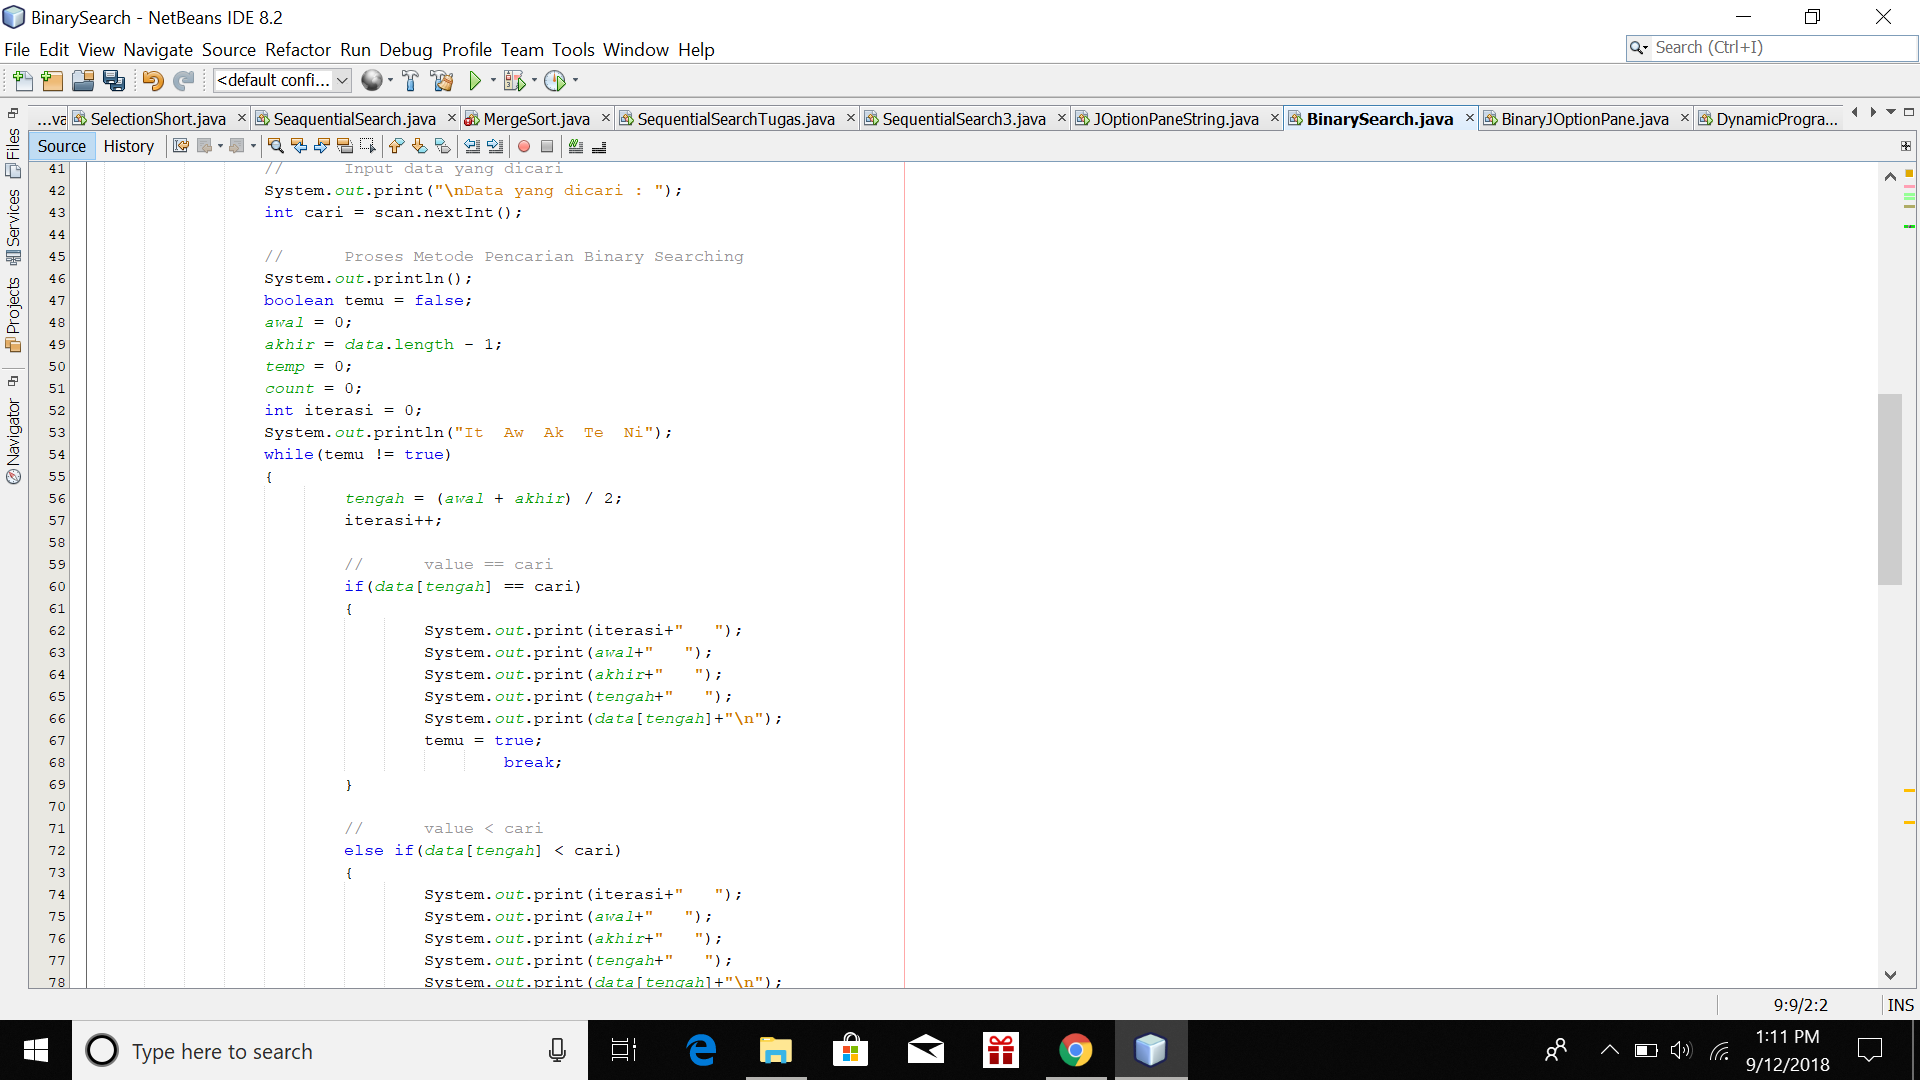 BinarySearch - NetBeans IDE 8.2
File Edit View Navigate Source Refactor Run Debug Profile Team Tools Window Help
Search (Ctrl+I)
<default confi...
...va SelectionShort.java SeaquentialSearch.java MergeSort.java SequentialSearchTugas.java SequentialSearch3.java JOptionPaneString.java BinarySearch.java BinaryJOptionPane.java DynamicProgra...
Source History
Files
Services
Projects
Navigator
41 // Input data yang dicari
42 System.out.print("\nData yang dicari : ");
43 int cari = scan.nextInt();
44
45 // Proses Metode Pencarian Binary Searching
46 System.out.println();
47 boolean temu = false;
48 awal = 0;
49 akhir = data.length - 1;
50 temp = 0;
51 count = 0;
52 int iterasi = 0;
53 System.out.println("It  Aw  Ak  Te  Ni");
54 while(temu != true)
55 {
56 tengah = (awal + akhir) / 2;
57 iterasi++;
58
59 // value == cari
60 if(data[tengah] == cari)
61 {
62 System.out.print(iterasi+"   ");
63 System.out.print(awal+"   ");
64 System.out.print(akhir+"   ");
65 System.out.print(tengah+"   ");
66 System.out.print(data[tengah]+"\n");
67 temu = true;
68 break;
69 }
70
71 // value < cari
72 else if(data[tengah] < cari)
73 {
74 System.out.print(iterasi+"   ");
75 System.out.print(awal+"   ");
76 System.out.print(akhir+"   ");
77 System.out.print(tengah+"   ");
78 System.out.print(data[tengah]+"\n");
9:9/2:2 INS
Type here to search
1:11 PM
9/12/2018